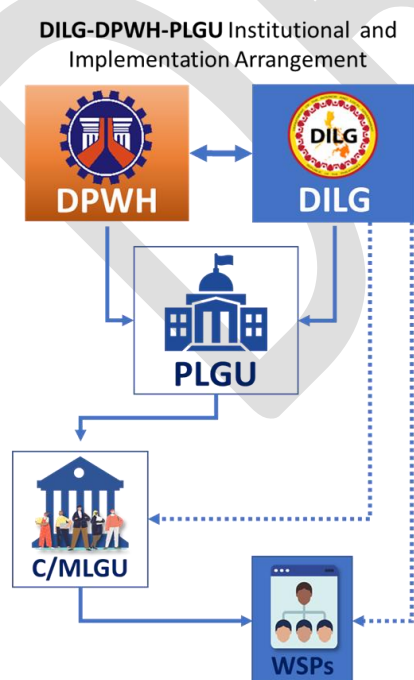 DILG-DPWH-PLGU Institutional and
Implementation Arrangement
DPWH
DILG
DILG
PLGU
C/MLGU
WSPs